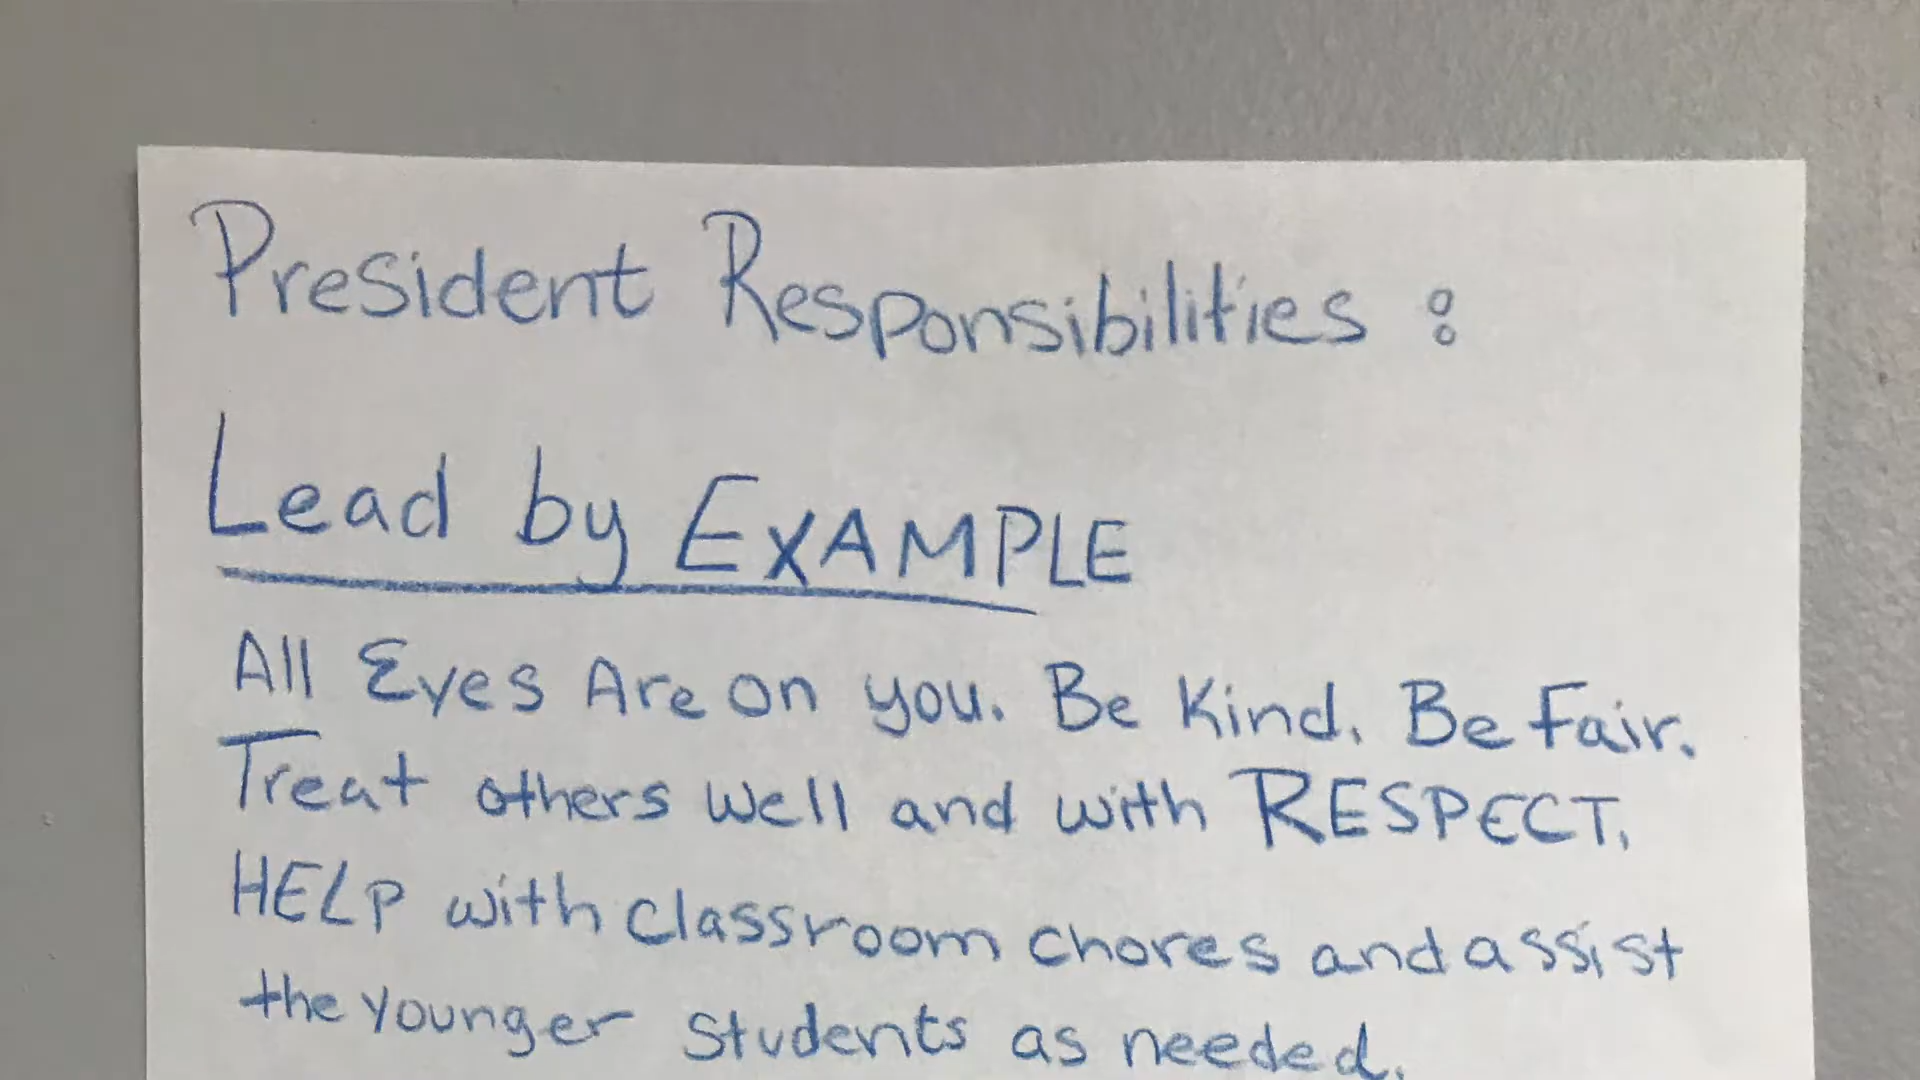 President Responsibilities:
Lead by EXAMPLE
All Eyes Are on you. Be Kind. Be Fair.
Treat others well and with RESPECT.
HELP with classroom chores and assist
the younger students as needed.